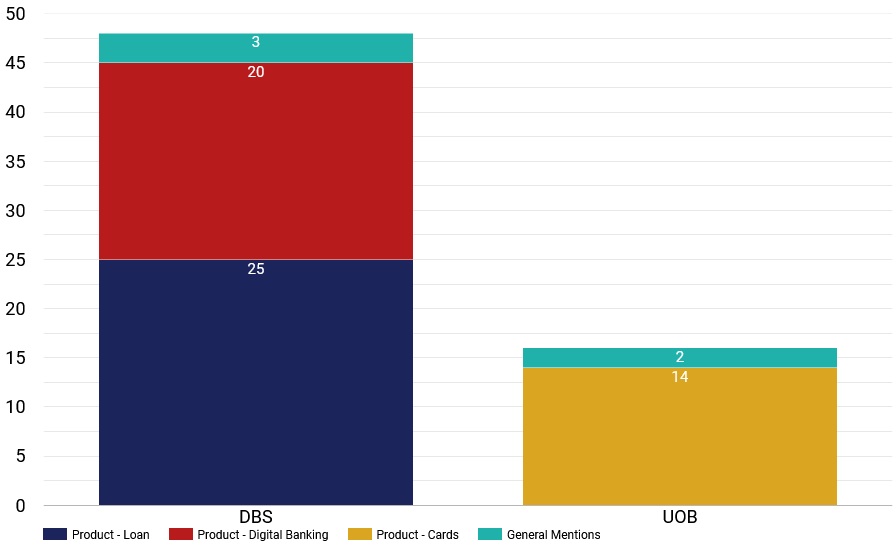 50
45
40
35
30
25
20
15
10
5
0
3
20
25
2
14
DBS
UOB
Product - Loan
Product - Digital Banking
Product - Cards
General Mentions